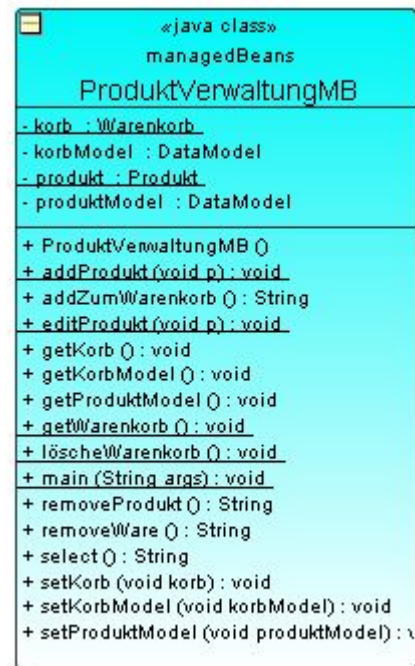 «java class»
managedBeans
ProduktVerwaltungMB
- korb : Warenkorb
- korbModel : DataModel
- produkt : Produkt
- produktModel : DataModel
+ ProduktVerwaltungMB ()
+ addProdukt (void p) : void
+ addZumWarenkorb () : String
+ editProdukt (void p) : void
+ getKorb () : void
+ getKorbModel () : void
+ getProduktModel () : void
+ getWarenkorb () : void
+ löscheWarenkorb () : void
+ main (String args) : void
+ removeProdukt () : String
+ removeWare () : String
+ select () : String
+ setKorb (void korb) : void
+ setKorbModel (void korbModel) : void
+ setProduktModel (void produktModel) :